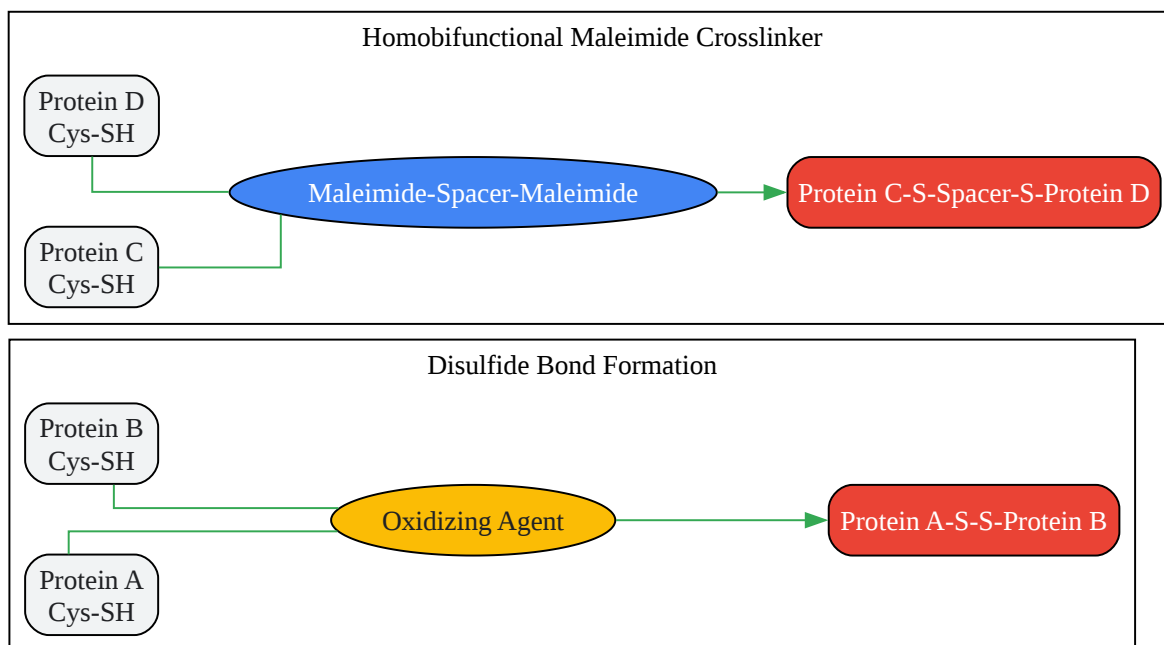 Homobifunctional Maleimide Crosslinker
Protein D
Cys-SH
Maleimide-Spacer-Maleimide
Protein C-S-Spacer-S-Protein D
Protein C
Cys-SH
Disulfide Bond Formation
Protein B
Cys-SH
Oxidizing Agent
Protein A-S-S-Protein B
Protein A
Cys-SH